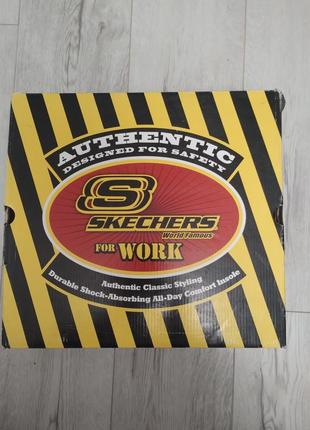 AUTHENTIC
DESIGNED FOR SAFETY
S
SKECHERS
World Famous
FOR WORK
Authentic Classic Styling
Durable Shock-Absorbing All-Day Comfort Insole